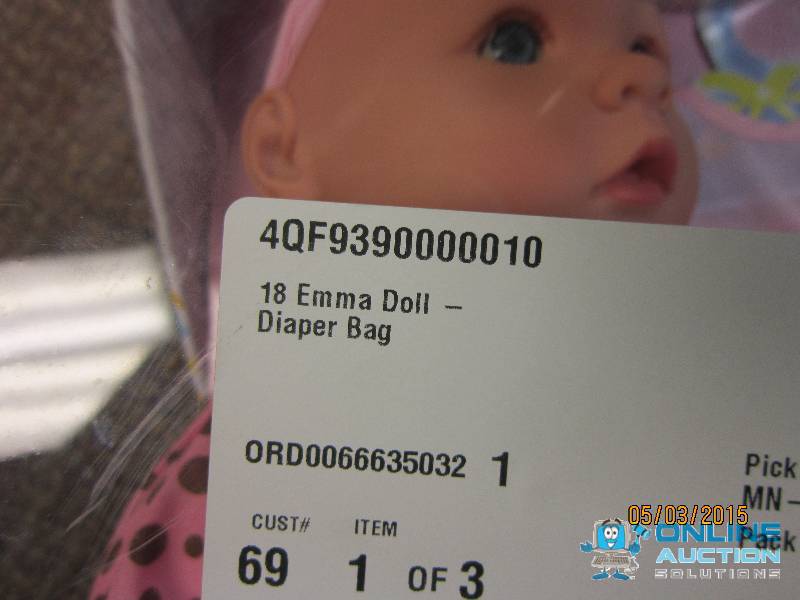 4QF9390000010
18 Emma Doll –
Diaper Bag
ORD0066635032 1
Pick
MN–
Pack
CUST# ITEM
69 1 OF 3
05/03/2015
ONLINE
AUCTION
SOLUTIONS